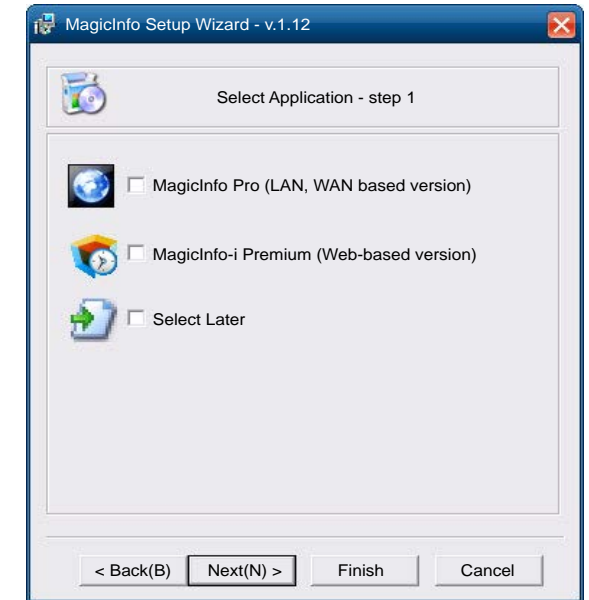 MagicInfo Setup Wizard - v.1.12
Select Application - step 1
MagicInfo Pro (LAN, WAN based version)
MagicInfo-i Premium (Web-based version)
Select Later
< Back(B) Next(N) > Finish Cancel